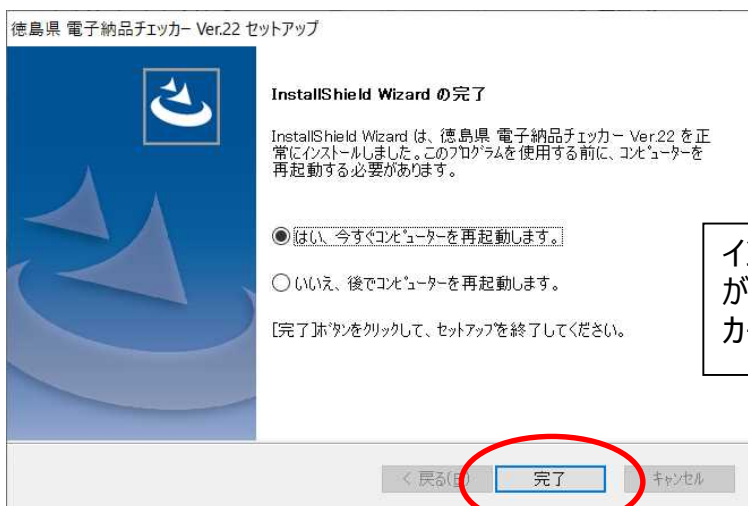 徳島県 電子納品チェッカー Ver.22 セットアップ
InstallShield Wizard の完了
InstallShield Wizard は、徳島県 電子納品チェッカー Ver.22 を正
常にインストールしました。このプログラムを使用する前に、コンピューターを
再起動する必要があります。
はい、今すぐコンピューターを再起動します。
いいえ、後でコンピューターを再起動します。
[完了]ボタンをクリックして、セットアップを終了してください。
イ
が
カ
< 戻る(B)
完了
キャンセル